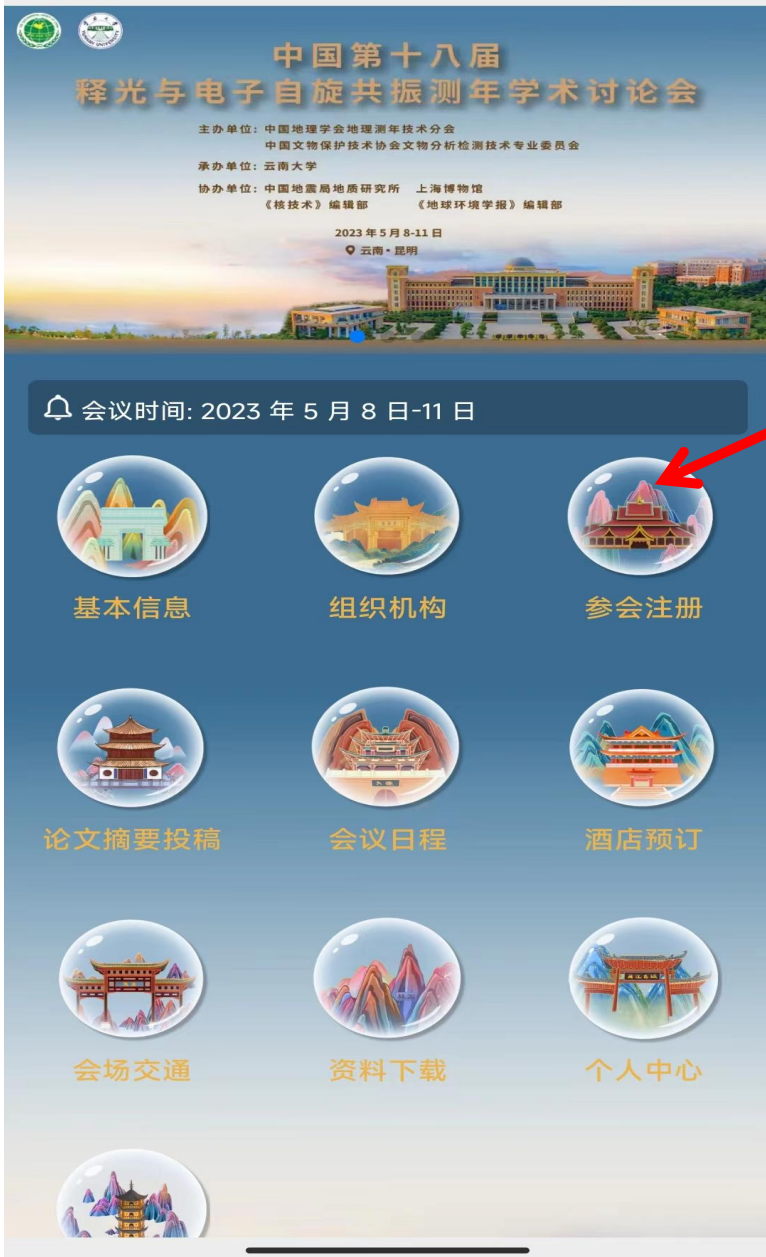 中国第十八届
释光与电子自旋共振测年学术讨论会
主办单位：中国地理学会地理测年技术分会
中国文物保护技术协会文物分析检测技术专业委员会
承办单位：云南大学
协办单位：中国地震局地质研究所 上海博物馆
《核技术》编辑部 《地球环境学报》编辑部
2023 年 5 月 8-11 日
云南·昆明
会议时间: 2023 年 5 月 8 日-11 日
基本信息 组织机构 参会注册
论文摘要投稿 会议日程 酒店预订
会场交通 资料下载 个人中心